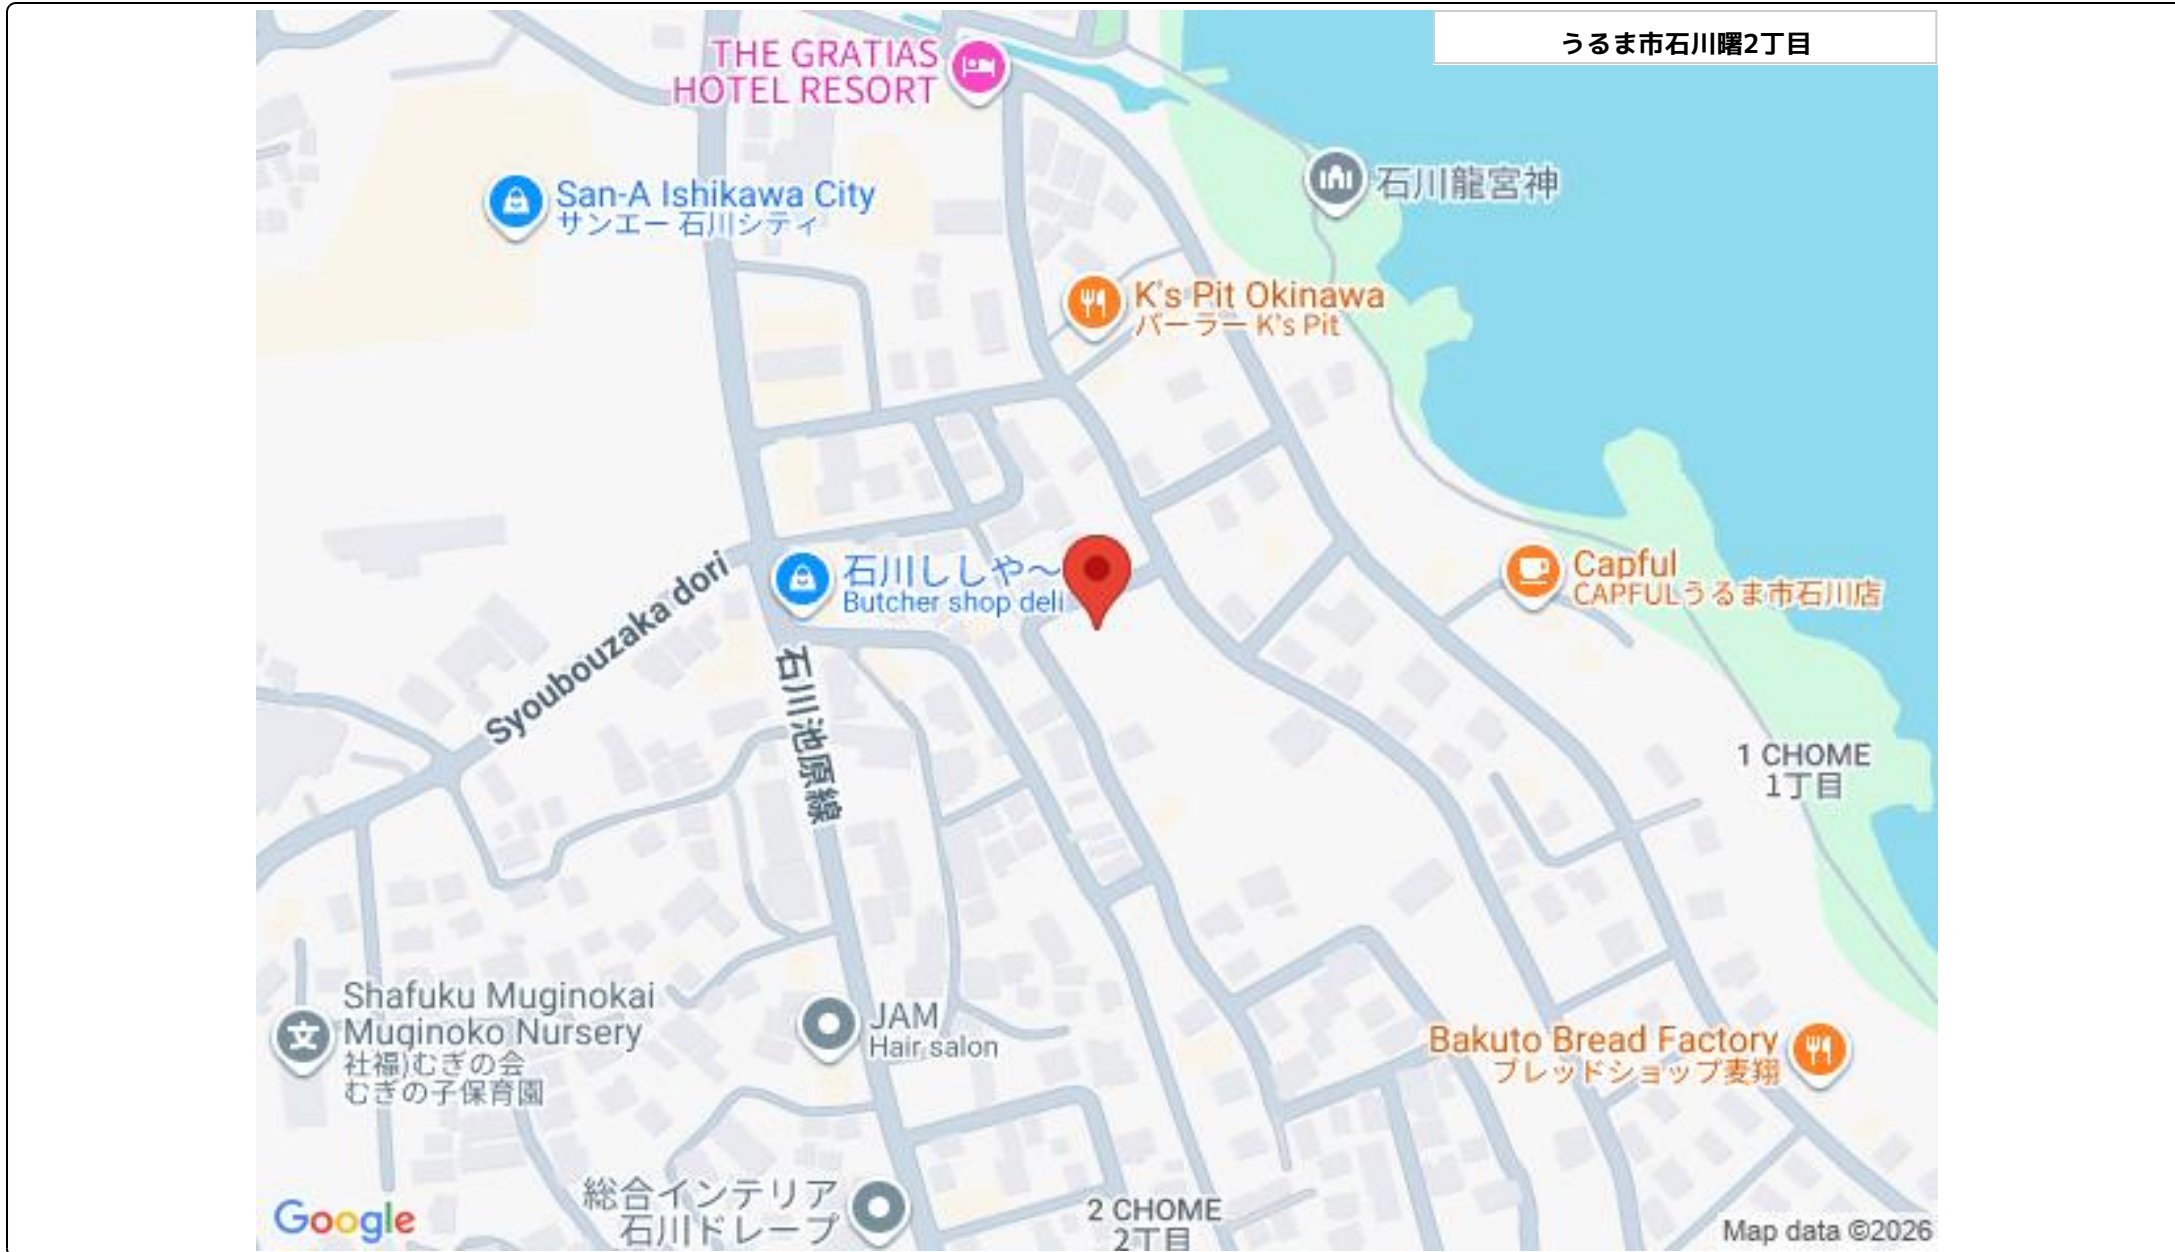 うるま市石川曙2丁目
THE GRATIAS
HOTEL RESORT
San-A Ishikawa City
サンエー 石川シティ
石川龍宮神
K's Pit Okinawa
パーラー K's Pit
石川ししや～
Butcher shop deli
Capful
CAPFULうるま市石川店
Syoubouzaka dori
石川池原線
1 CHOME
1丁目
Shafuku Muginokai
Muginoko Nursery
社福)むぎの会
むぎの子保育園
JAM
Hair salon
Bakuto Bread Factory
ブレッドショップ麦翔
総合インテリア
石川ドレープ
2 CHOME
2丁目
Google
Map data ©2026